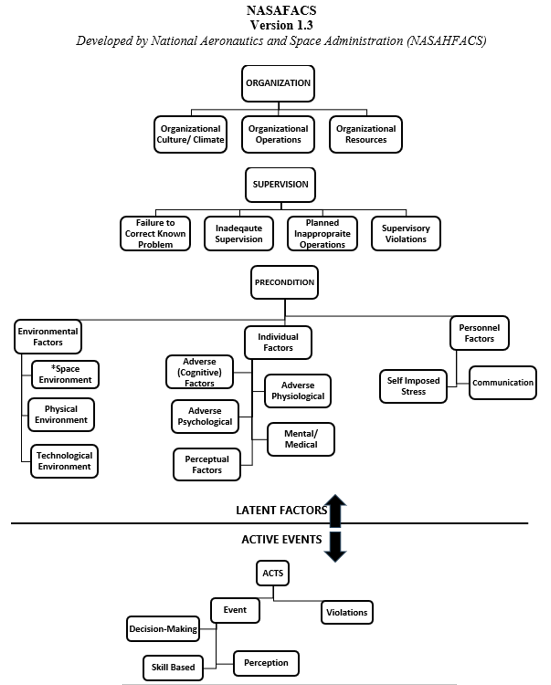 NASAFACS
Version 1.3
Developed by National Aeronautics and Space Administration (NASAHFACS)
ORGANIZATION
Organizational
Culture/ Climate
Organizational
Operations
Organizational
Resources
SUPERVISION
Failure to
Correct Known
Problem
Inadeqaute
Supervision
Planned
Inappropraite
Operations
Supervisory
Violations
PRECONDITION
Environmental
Factors
*Space
Environment
Physical
Environment
Technological
Environment
Individual
Factors
Adverse
(Cognitive)
Factors
Adverse
Physiological
Adverse
Psychological
Mental/
Medical
Perceptual
Factors
Personnel
Factors
Self Imposed
Stress
Communication
LATENT FACTORS
ACTIVE EVENTS
ACTS
Event
Violations
Decision-Making
Skill Based
Perception